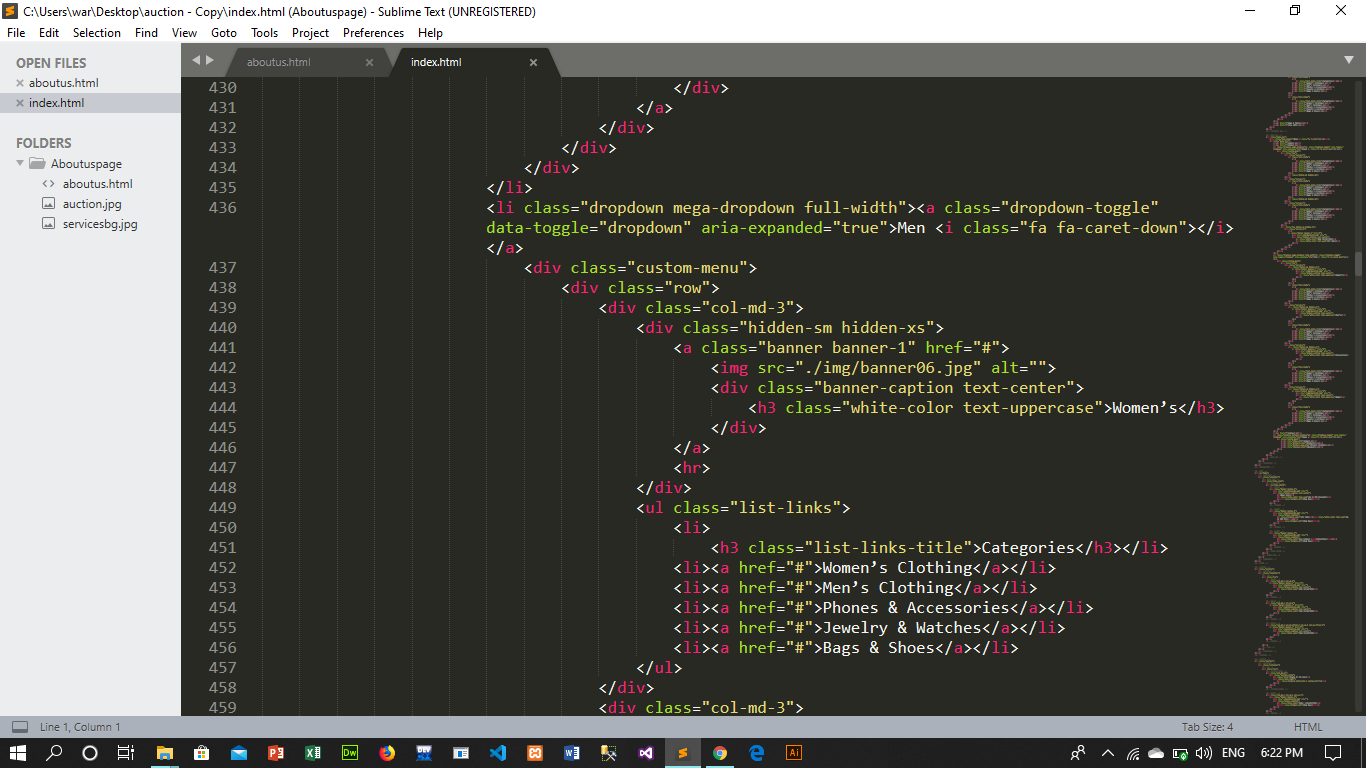 C:\Users\war\Desktop\auction - Copy\index.html (Aboutuspage) - Sublime Text (UNREGISTERED)
File Edit Selection Find View Goto Tools Project Preferences Help
OPEN FILES
aboutus.html
index.html
FOLDERS
Aboutuspage
aboutus.html
auction.jpg
servicesbg.jpg
aboutus.html index.html
430 </div>
431 </a>
432 </div>
433 </div>
434 </div>
435 </li>
436 <li class="dropdown mega-dropdown full-width"><a class="dropdown-toggle"
data-toggle="dropdown" aria-expanded="true">Men <i class="fa fa-caret-down"></i>
</a>
437 <div class="custom-menu">
438 <div class="row">
439 <div class="col-md-3">
440 <div class="hidden-sm hidden-xs">
441 <a class="banner banner-1" href="#">
442 <img src="./img/banner06.jpg" alt="">
443 <div class="banner-caption text-center">
444 <h3 class="white-color text-uppercase">Women’s</h3>
445 </div>
446 </a>
447 <hr>
448 </div>
449 <ul class="list-links">
450 <li>
451 <h3 class="list-links-title">Categories</h3></li>
452 <li><a href="#">Women’s Clothing</a></li>
453 <li><a href="#">Men’s Clothing</a></li>
454 <li><a href="#">Phones & Accessories</a></li>
455 <li><a href="#">Jewelry & Watches</a></li>
456 <li><a href="#">Bags & Shoes</a></li>
457 </ul>
458 </div>
459 <div class="col-md-3">
Line 1, Column 1 Tab Size: 4 HTML
Dw DEV Ai ENG 6:22 PM